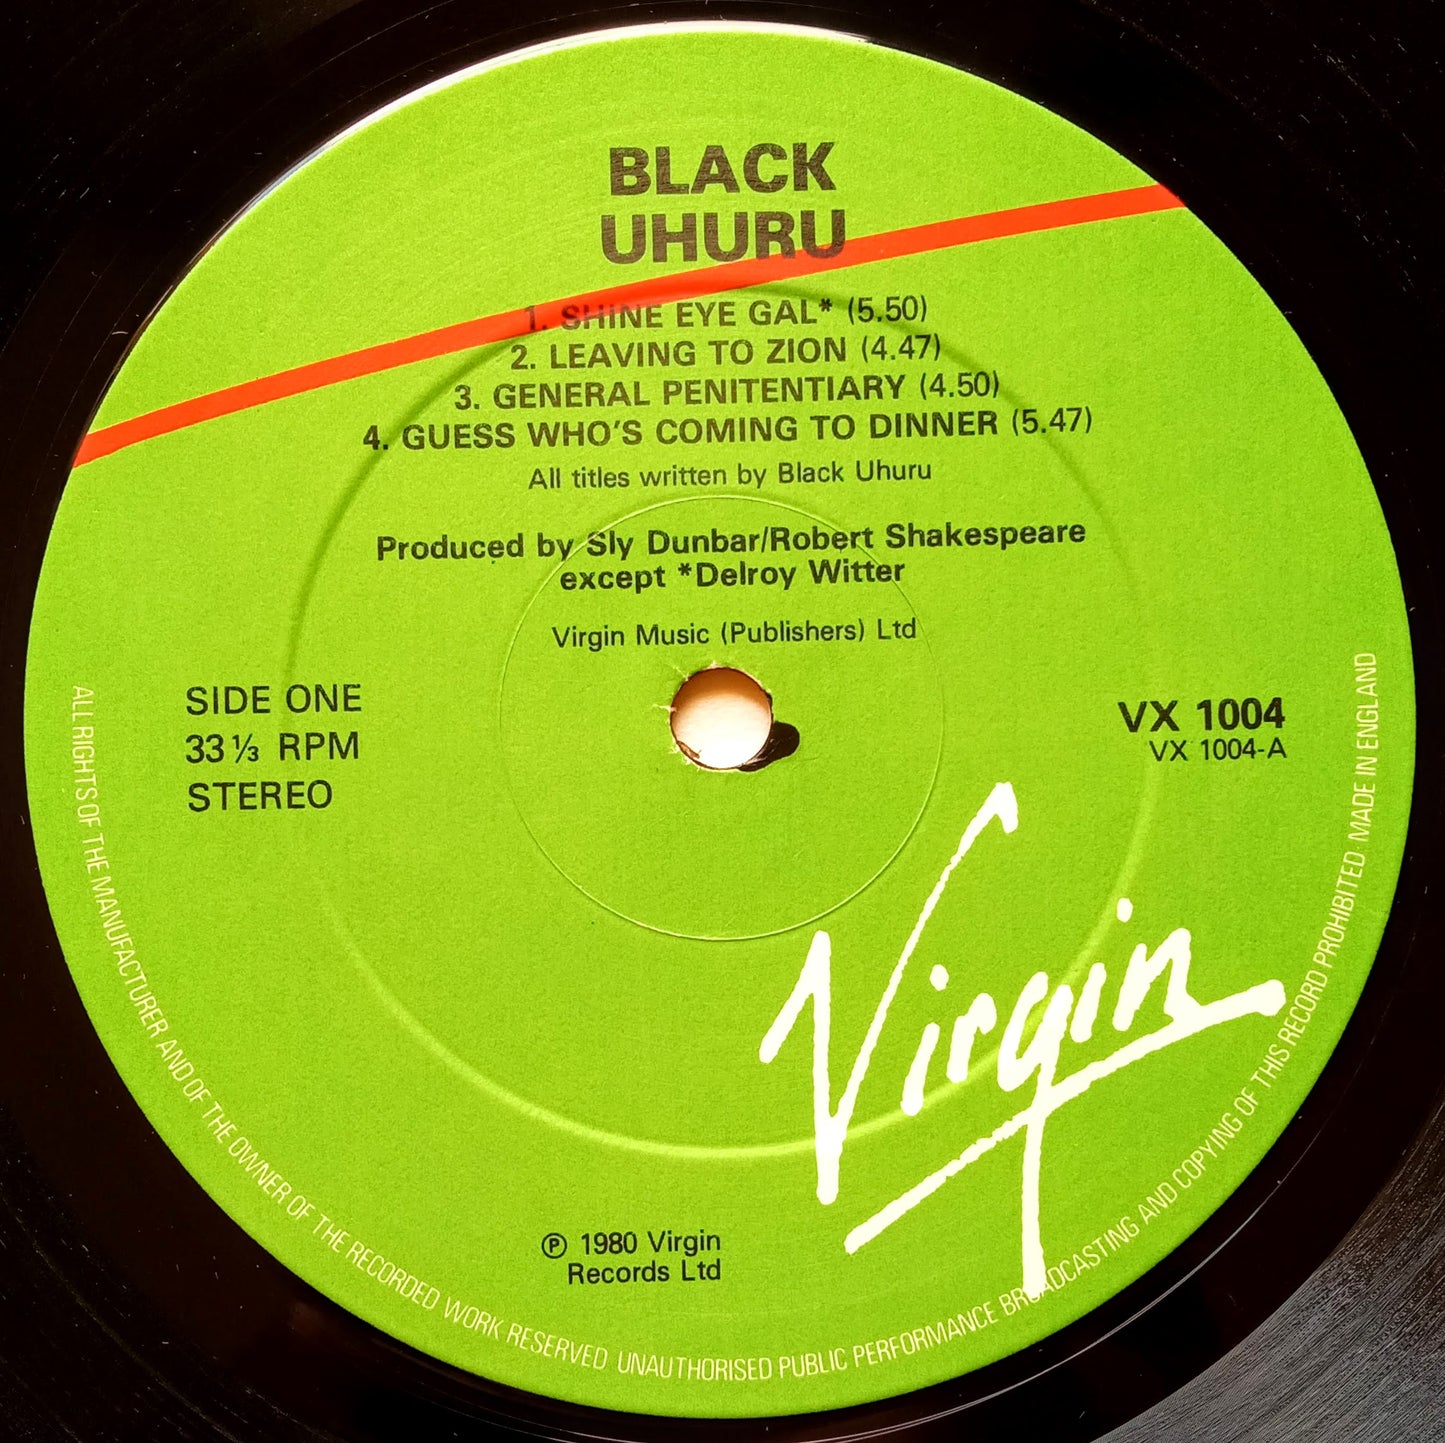 BLACK
UHURU
1. SHINE EYE GAL* (5.50)
2. LEAVING TO ZION (4.47)
3. GENERAL PENITENTIARY (4.50)
4. GUESS WHO'S COMING TO DINNER (5.47)
All titles written by Black Uhuru
Produced by Sly Dunbar/Robert Shakespeare
except *Delroy Witter
Virgin Music (Publishers) Ltd
SIDE ONE
33⅓ RPM
STEREO
VX 1004
VX 1004-A
Virgin
℗ 1980 Virgin
Records Ltd
ALL RIGHTS OF THE MANUFACTURER AND OF THE OWNER OF THE RECORDED WORK RESERVED UNAUTHORISED PUBLIC PERFORMANCE BROADCASTING AND COPYING OF THIS RECORD PROHIBITED MADE IN ENGLAND